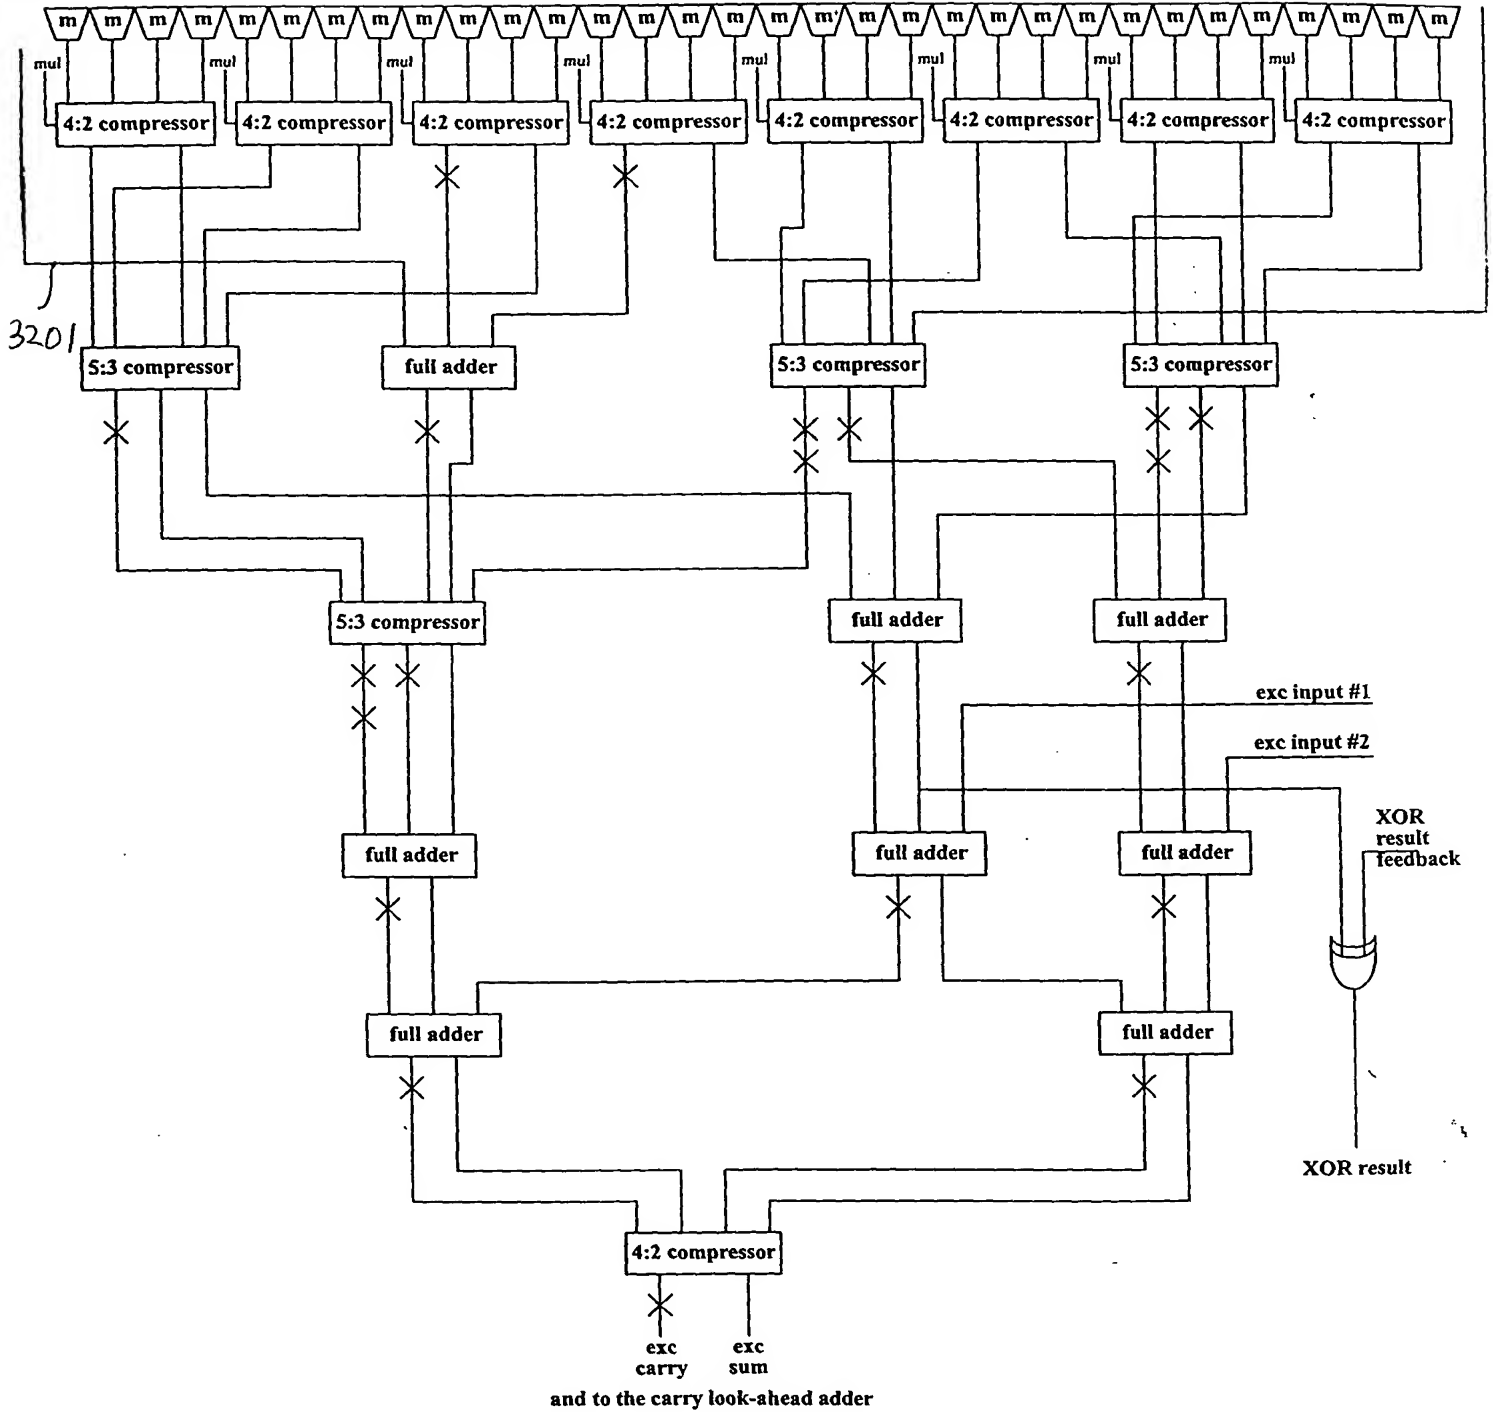 m m m m m m m m m m m m m m m m m m' m m m m m m m m m m m m m m
mul mul mul mul mul mul mul mul
4:2 compressor 4:2 compressor 4:2 compressor 4:2 compressor 4:2 compressor 4:2 compressor 4:2 compressor 4:2 compressor
3201
5:3 compressor full adder 5:3 compressor 5:3 compressor
5:3 compressor full adder full adder
exc input #1
exc input #2
XOR
result
feedback
full adder full adder full adder
full adder full adder
XOR result
4:2 compressor
exc exc
carry sum
and to the carry look-ahead adder